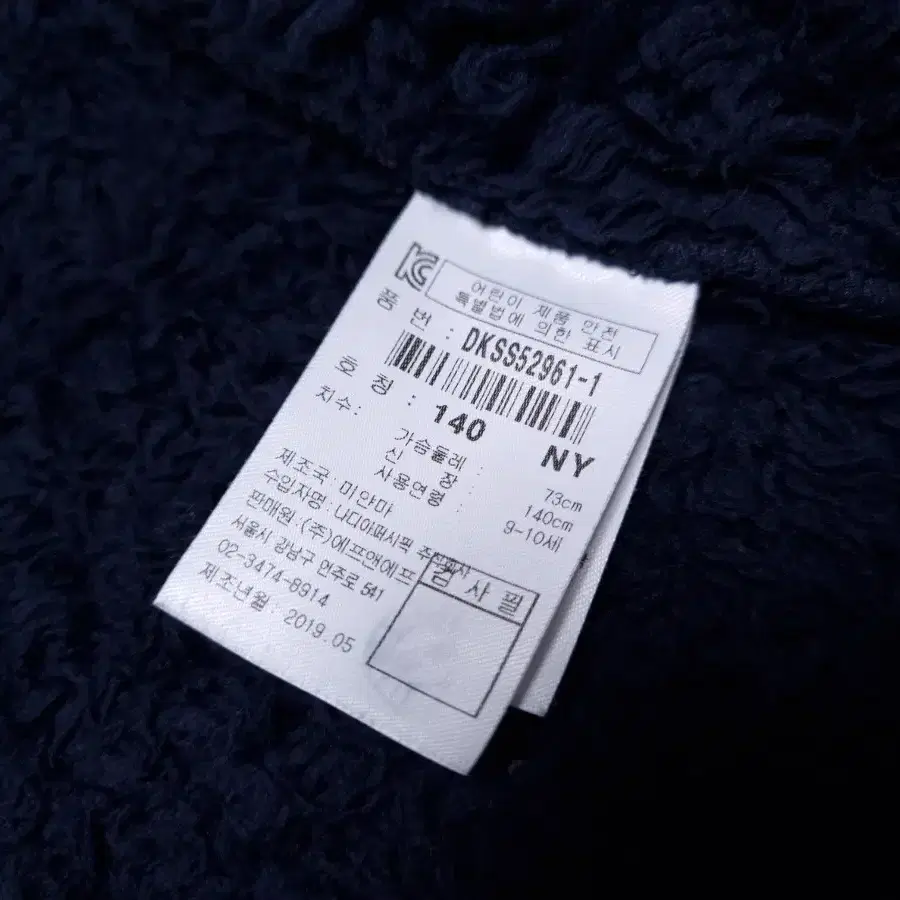 KC
어린이 제품 안전
특별법에 의한 표시
품 번 : DKSS52961-1
호 칭 : 140 NY
치수:
가슴둘레 : 73cm
신 장 : 140cm
사용연령 : 9-10세
제조국 : 미얀마
수입자명 : 나디아퍼시픽 주식회사
판매원 : (주)에프앤에프
서울시 강남구 언주로 541
02-3474-8914
제조년월 : 2019.05
검사필